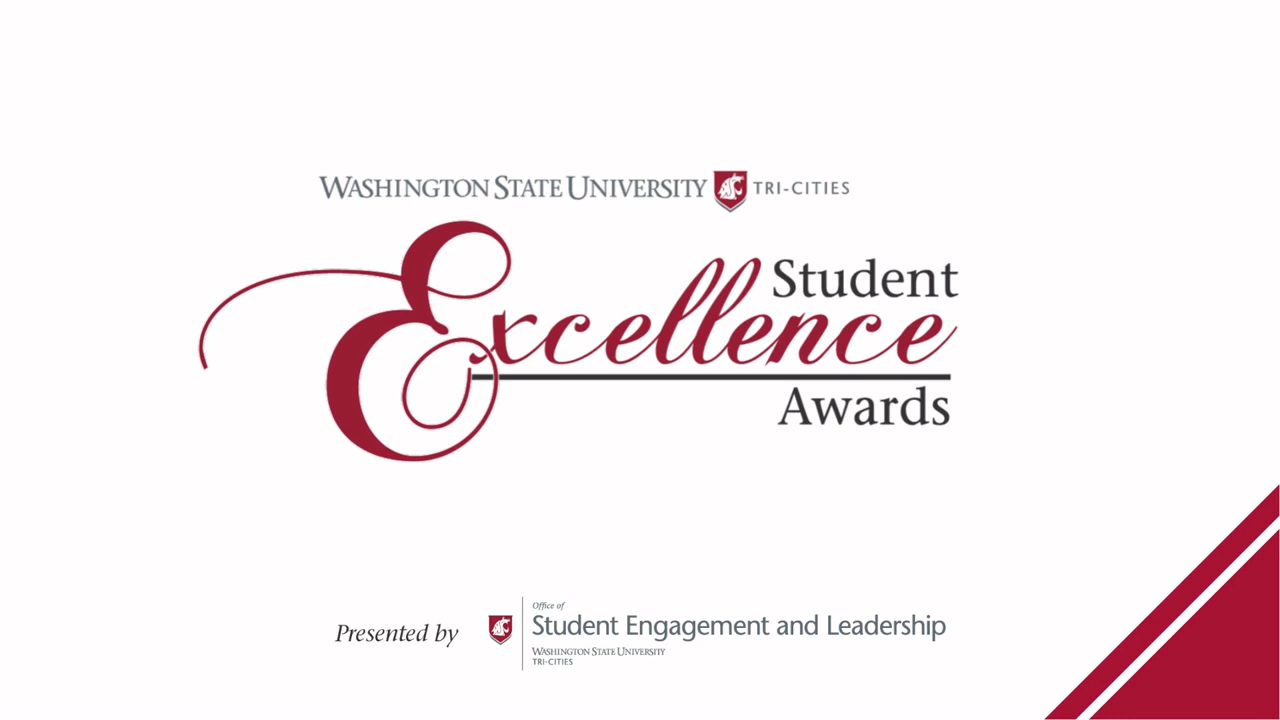 WASHINGTON STATE UNIVERSITY TRI-CITIES
Student
Excellence
Awards
Presented by
Office of
Student Engagement and Leadership
WASHINGTON STATE UNIVERSITY
TRI-CITIES